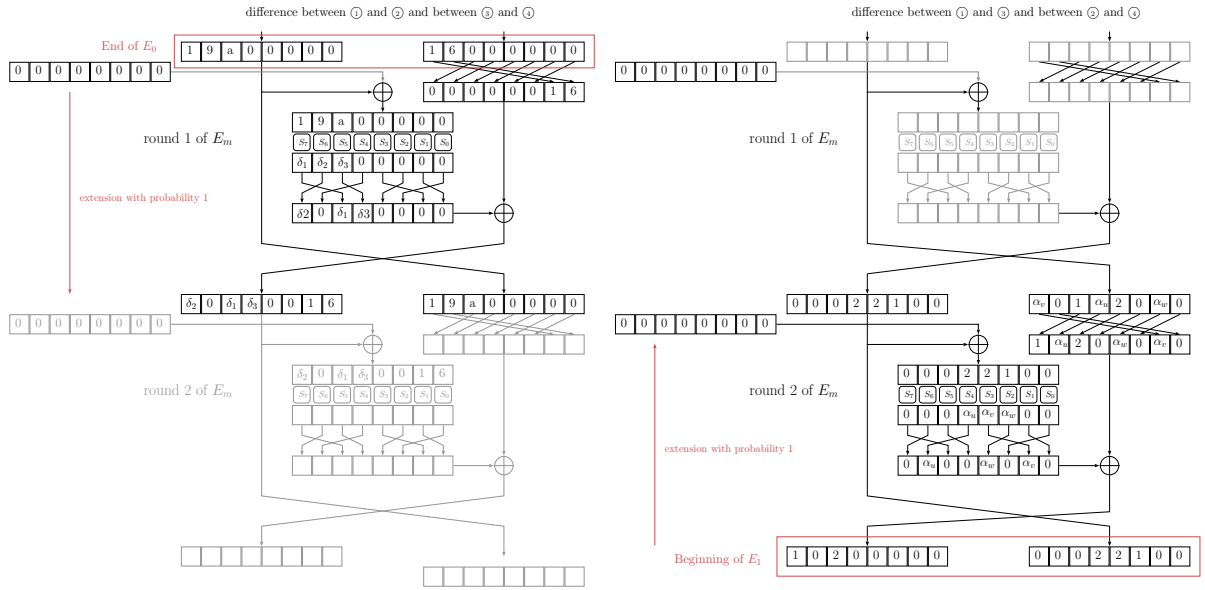 difference between ① and ② and between ③ and ④
End of E₀
1 9 a 0 0 0 0 0
1 6 0 0 0 0 0 0
0 0 0 0 0 0 0 0
0 0 0 0 0 0 1 6
round 1 of Eₘ
1 9 a 0 0 0 0 0
S₇ S₆ S₅ S₄ S₃ S₂ S₁ S₀
δ₁ δ₂ δ₃ 0 0 0 0 0
extension with probability 1
δ2 0 δ₁ δ3 0 0 0 0
δ₂ 0 δ₁ δ₃ 0 0 1 6
1 9 a 0 0 0 0 0
0 0 0 0 0 0 0 0
round 2 of Eₘ
δ₂ 0 δ₁ δ₃ 0 0 1 6
S₇ S₆ S₅ S₄ S₃ S₂ S₁ S₀
difference between ① and ③ and between ② and ④
0 0 0 0 0 0 0 0
round 1 of Eₘ
S₇ S₆ S₅ S₄ S₃ S₂ S₁ S₀
0 0 0 2 2 1 0 0
αᵥ 0 1 αᵤ 2 0 α_w 0
0 0 0 0 0 0 0 0
1 αᵤ 2 0 α_w 0 αᵥ 0
round 2 of Eₘ
0 0 0 2 2 1 0 0
S₇ S₆ S₅ S₄ S₃ S₂ S₁ S₀
0 0 0 αᵤ αᵥ α_w 0 0
extension with probability 1
0 αᵤ 0 0 α_w 0 αᵥ 0
Beginning of E₁
1 0 2 0 0 0 0 0
0 0 0 2 2 1 0 0